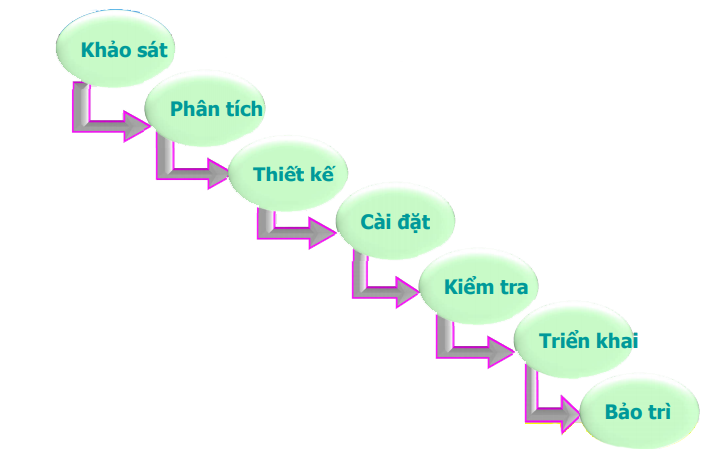 Khảo sát
Phân tích
Thiết kế
Cài đặt
Kiểm tra
Triển khai
Bảo trì